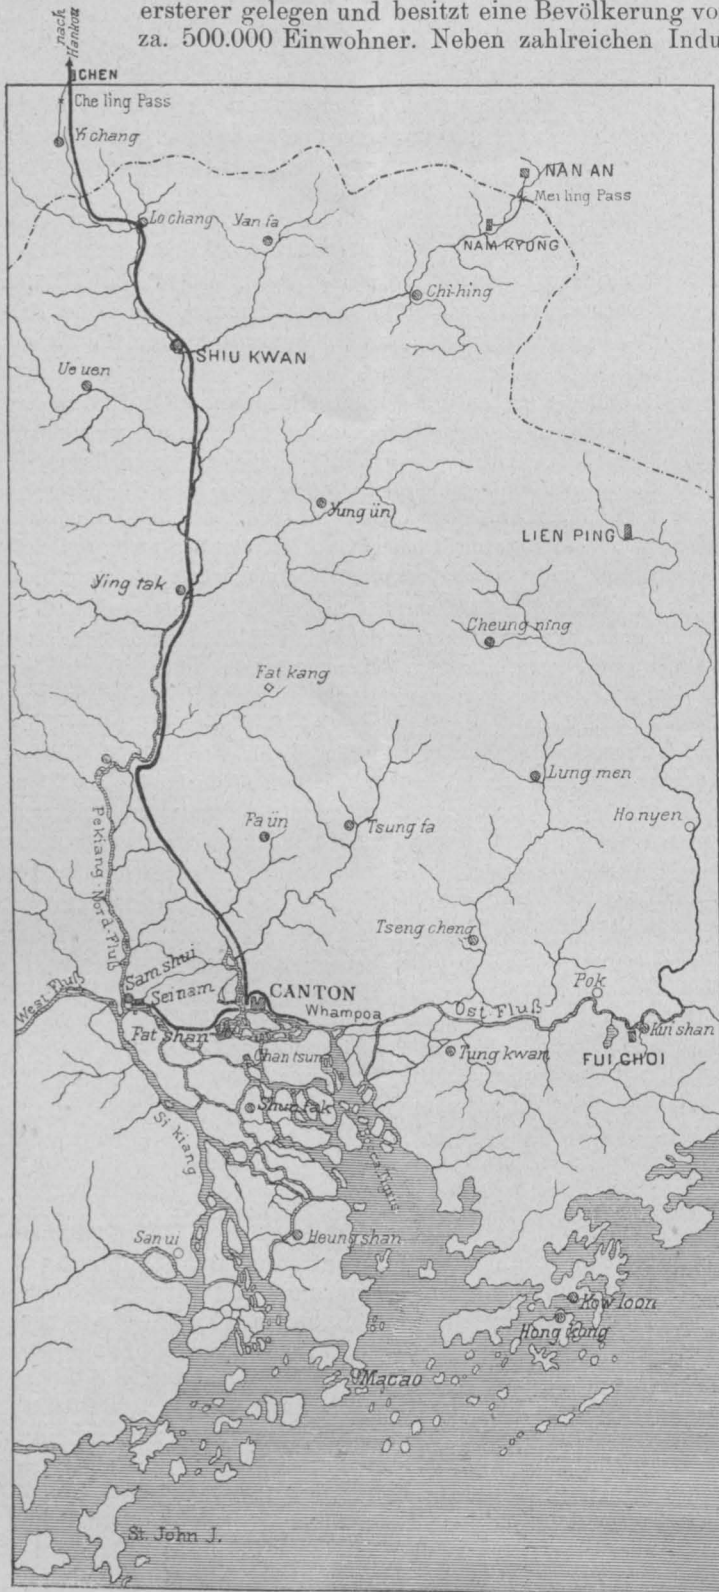 ersterer gelegen und besitzt eine Bevölkerung vo
za. 500.000 Einwohner. Neben zahlreichen Indu
nach
Hankou
CHEN
Che ling Pass
Yi chang
NAN AN
Mei ling Pass
Lo chang
Yan fa
NAM KYUNG
Chi-hing
SHIU KWAN
Ue uen
Yung ün
LIEN PING
Ying tak
Cheung ning
Fat kang
Lung men
Ho nyen
Fa ün
Tsung fa
Pekiang-Nord-Fluß
Tseng cheng
Sam shui
West Fluß
Sei nam
CANTON
Whampoa
Ost Fluß
Pok
Fat shan
Chan tsun
Tung kwan
FUI CHOI
Kin shan
Shun tak
Si kiang
San ui
Heung shan
Kow loon
Hong kong
Macao
St. John J.